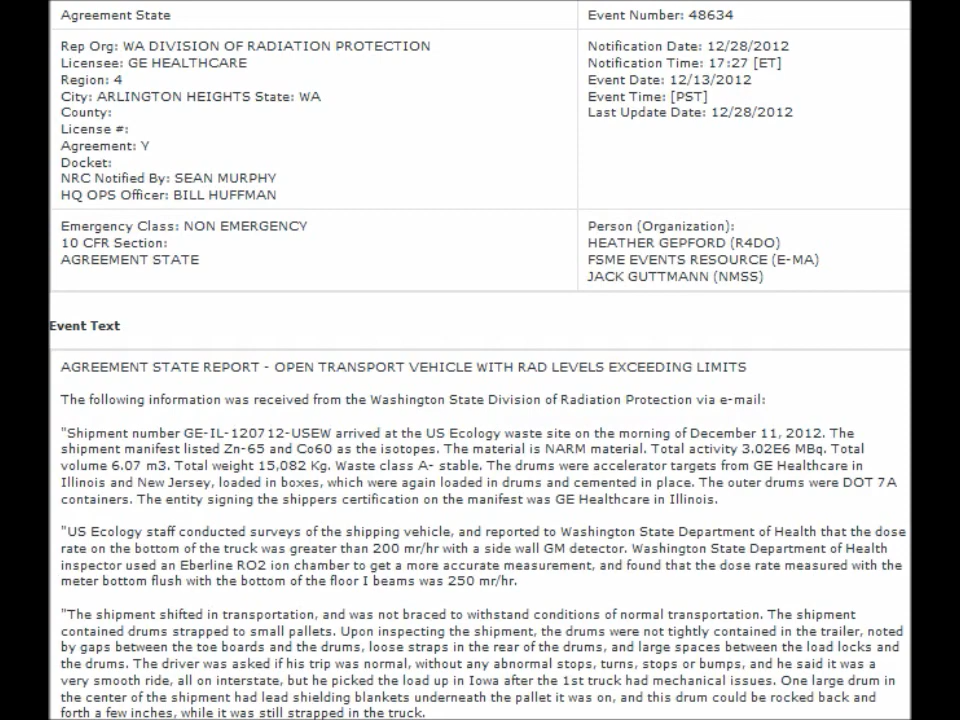 Agreement State
Event Number: 48634
Rep Org: WA DIVISION OF RADIATION PROTECTION
Licensee: GE HEALTHCARE
Region: 4
City: ARLINGTON HEIGHTS State: WA
County:
License #:
Agreement: Y
Docket:
NRC Notified By: SEAN MURPHY
HQ OPS Officer: BILL HUFFMAN
Notification Date: 12/28/2012
Notification Time: 17:27 [ET]
Event Date: 12/13/2012
Event Time: [PST]
Last Update Date: 12/28/2012
Emergency Class: NON EMERGENCY
10 CFR Section:
AGREEMENT STATE
Person (Organization):
HEATHER GEPFORD (R4DO)
FSME EVENTS RESOURCE (E-MA)
JACK GUTTMANN (NMSS)
Event Text
AGREEMENT STATE REPORT - OPEN TRANSPORT VEHICLE WITH RAD LEVELS EXCEEDING LIMITS
The following information was received from the Washington State Division of Radiation Protection via e-mail:
"Shipment number GE-IL-120712-USEW arrived at the US Ecology waste site on the morning of December 11, 2012. The
shipment manifest listed Zn-65 and Co60 as the isotopes. The material is NARM material. Total activity 3.02E6 MBq. Total
volume 6.07 m3. Total weight 15,082 Kg. Waste class A- stable. The drums were accelerator targets from GE Healthcare in
Illinois and New Jersey, loaded in boxes, which were again loaded in drums and cemented in place. The outer drums were DOT 7A
containers. The entity signing the shippers certification on the manifest was GE Healthcare in Illinois.
"US Ecology staff conducted surveys of the shipping vehicle, and reported to Washington State Department of Health that the dose
rate on the bottom of the truck was greater than 200 mr/hr with a side wall GM detector. Washington State Department of Health
inspector used an Eberline RO2 ion chamber to get a more accurate measurement, and found that the dose rate measured with the
meter bottom flush with the bottom of the floor I beams was 250 mr/hr.
"The shipment shifted in transportation, and was not braced to withstand conditions of normal transportation. The shipment
contained drums strapped to small pallets. Upon inspecting the shipment, the drums were not tightly contained in the trailer, noted
by gaps between the toe boards and the drums, loose straps in the rear of the drums, and large spaces between the load locks and
the drums. The driver was asked if his trip was normal, without any abnormal stops, turns, stops or bumps, and he said it was a
very smooth ride, all on interstate, but he picked the load up in Iowa after the 1st truck had mechanical issues. One large drum in
the center of the shipment had lead shielding blankets underneath the pallet it was on, and this drum could be rocked back and
forth a few inches, while it was still strapped in the truck.